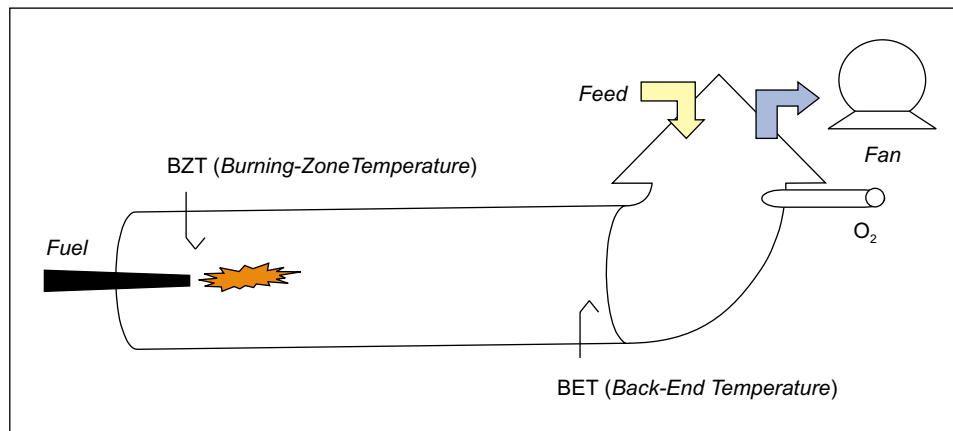 Feed
Fan
BZT (Burning-ZoneTemperature)
O₂
Fuel
BET (Back-End Temperature)